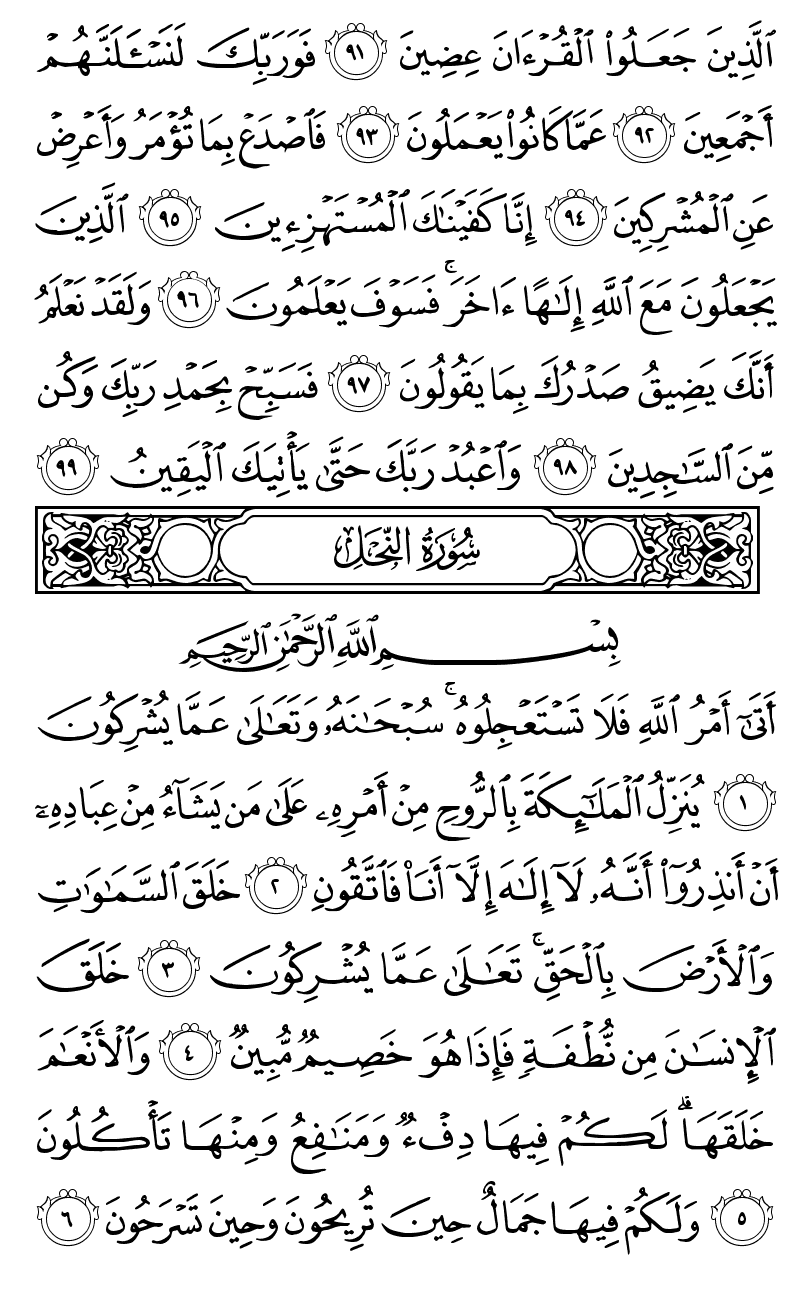 ٱلَّذِينَ جَعَلُوا۟ ٱلْقُرْءَانَ عِضِينَ ٩١ فَوَرَبِّكَ لَنَسْـَٔلَنَّهُمْ
أَجْمَعِينَ ٩٢ عَمَّا كَانُوا۟ يَعْمَلُونَ ٩٣ فَٱصْدَعْ بِمَا تُؤْمَرُ وَأَعْرِضْ
عَنِ ٱلْمُشْرِكِينَ ٩٤ إِنَّا كَفَيْنَـٰكَ ٱلْمُسْتَهْزِءِينَ ٩٥ ٱلَّذِينَ
يَجْعَلُونَ مَعَ ٱللَّهِ إِلَـٰهًا ءَاخَرَ ۚ فَسَوْفَ يَعْلَمُونَ ٩٦ وَلَقَدْ نَعْلَمُ
أَنَّكَ يَضِيقُ صَدْرُكَ بِمَا يَقُولُونَ ٩٧ فَسَبِّحْ بِحَمْدِ رَبِّكَ وَكُن
مِّنَ ٱلسَّـٰجِدِينَ ٩٨ وَٱعْبُدْ رَبَّكَ حَتَّىٰ يَأْتِيَكَ ٱلْيَقِينُ ٩٩
سُورَةُ النَّحْلِ
بِسْمِ ٱللَّهِ ٱلرَّحْمَـٰنِ ٱلرَّحِيمِ
أَتَىٰٓ أَمْرُ ٱللَّهِ فَلَا تَسْتَعْجِلُوهُ ۚ سُبْحَـٰنَهُۥ وَتَعَـٰلَىٰ عَمَّا يُشْرِكُونَ
١ يُنَزِّلُ ٱلْمَلَـٰٓئِكَةَ بِٱلرُّوحِ مِنْ أَمْرِهِۦ عَلَىٰ مَن يَشَآءُ مِنْ عِبَادِهِۦٓ
أَنْ أَنذِرُوٓا۟ أَنَّهُۥ لَآ إِلَـٰهَ إِلَّآ أَنَا۠ فَٱتَّقُونِ ٢ خَلَقَ ٱلسَّمَـٰوَٰتِ
وَٱلْأَرْضَ بِٱلْحَقِّ ۚ تَعَـٰلَىٰ عَمَّا يُشْرِكُونَ ٣ خَلَقَ
ٱلْإِنسَـٰنَ مِن نُّطْفَةٍ فَإِذَا هُوَ خَصِيمٌ مُّبِينٌ ٤ وَٱلْأَنْعَـٰمَ
خَلَقَهَا ۗ لَكُمْ فِيهَا دِفْءٌ وَمَنَـٰفِعُ وَمِنْهَا تَأْكُلُونَ
٥ وَلَكُمْ فِيهَا جَمَالٌ حِينَ تُرِيحُونَ وَحِينَ تَسْرَحُونَ ٦